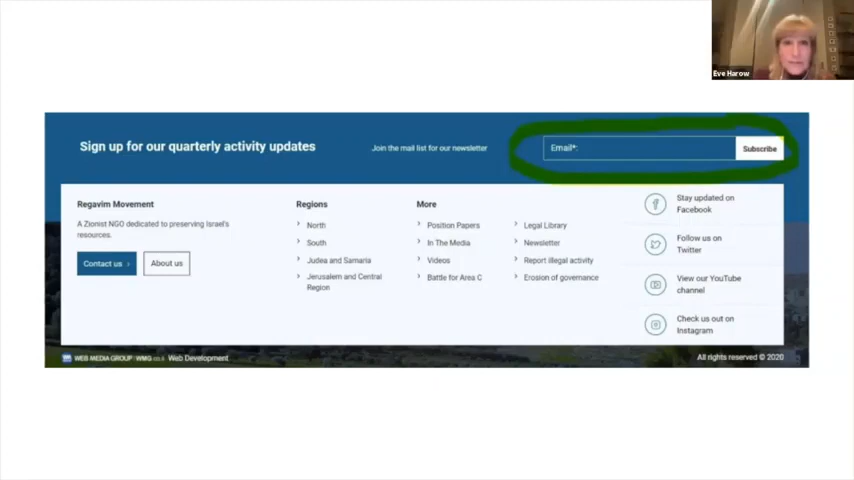 Eve Harow
Sign up for our quarterly activity updates
Join the mail list for our newsletter
Email*:
Subscribe
Regavim Movement
A Zionist NGO dedicated to preserving Israel's
resources.
Contact us ›
About us
Regions
› North
› South
› Judea and Samaria
› Jerusalem and Central
Region
More
› Position Papers
› In The Media
› Videos
› Battle for Area C
› Legal Library
› Newsletter
› Report illegal activity
› Erosion of governance
Stay updated on
Facebook
Follow us on
Twitter
View our YouTube
channel
Check us out on
Instagram
WEB MEDIA GROUP WMG.co.il Web Development
All rights reserved © 2020